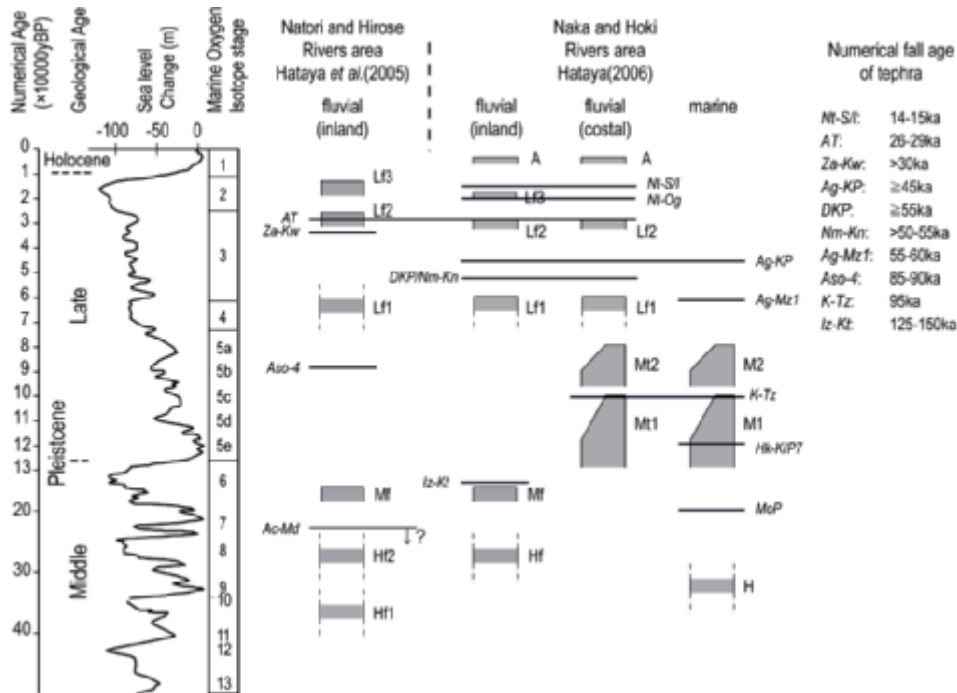 Numerical Age
(×10000yBP)
Geological Age
Sea level
Change (m)
Marine Oxygen
Isotope stage
Natori and Hirose
Rivers area
Hataya et al.(2005)
fluvial
(inland)
Naka and Hoki
Rivers area
Hataya(2006)
fluvial
(inland)
fluvial
(costal)
marine
Numerical fall age
of tephra
Nt-S/I: 14-15ka
AT: 26-29ka
Za-Kw: >30ka
Ag-KP: ≧45ka
DKP: ≧55ka
Nm-Kn: >50-55ka
Ag-Mz1: 55-60ka
Aso-4: 85-90ka
K-Tz: 95ka
Iz-Kt: 125-150ka
-100 -50 0
0
1
2
3
4
5
6
7
8
9
10
11
12
13
20
30
40
Holocene
Late
Pleistocene
Middle
1
2
3
4
5a
5b
5c
5d
5e
6
7
8
9
10
11
12
13
Lf3
Lf2
AT
Za-Kw
Lf1
Aso-4
Mf
Ac-Md
?
Hf2
Hf1
A
A
Nt-S/I
Lf3
Nt-Og
Lf2
Lf2
Ag-KP
DKP/Nm-Kn
Lf1
Lf1
Ag-Mz1
Mt2
M2
K-Tz
Mt1
M1
Hk-KIP7
Iz-Kt
Mf
MoP
Hf
H